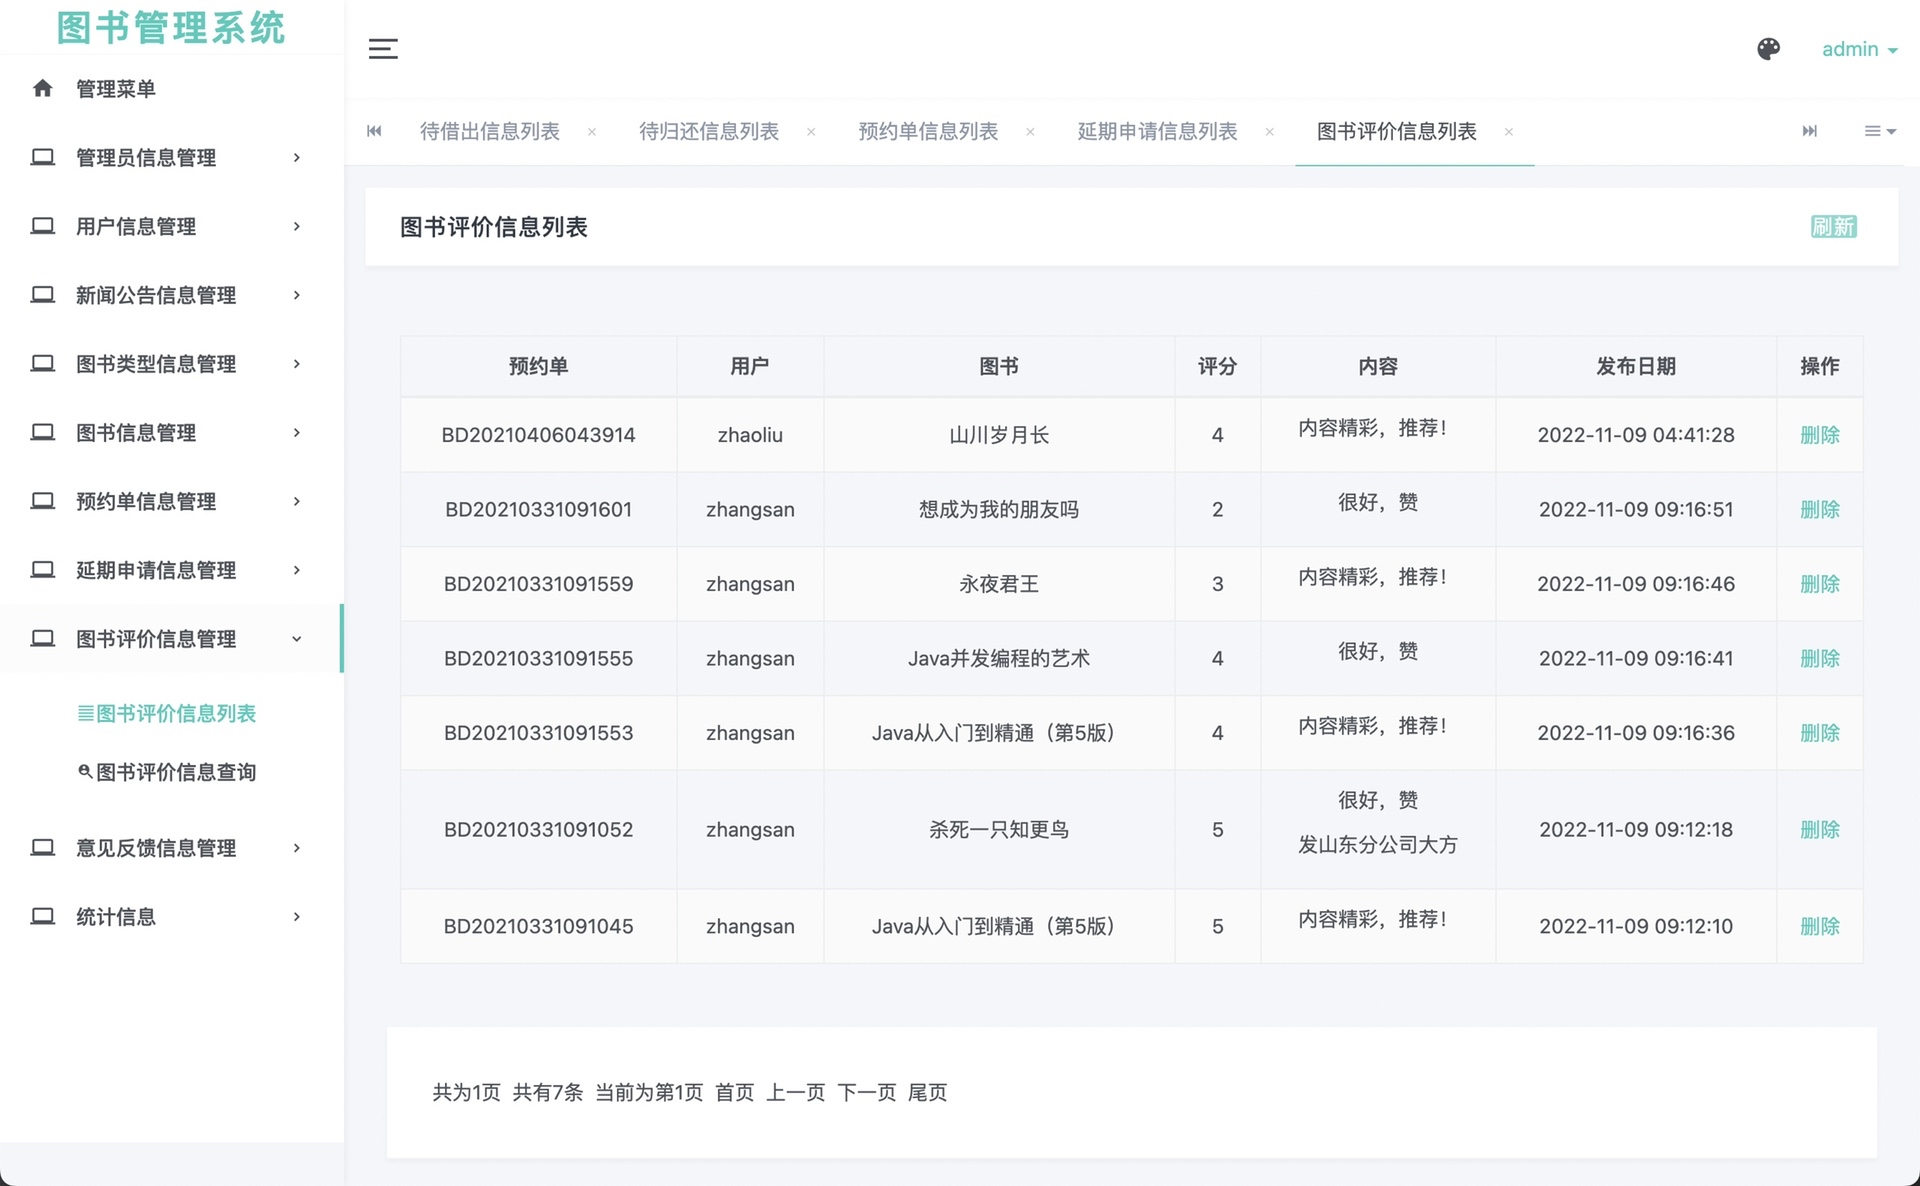 图书管理系统
管理菜单
管理员信息管理
用户信息管理
新闻公告信息管理
图书类型信息管理
图书信息管理
预约单信息管理
延期申请信息管理
图书评价信息管理
图书评价信息列表
图书评价信息查询
意见反馈信息管理
统计信息
admin
待借出信息列表 × 待归还信息列表 × 预约单信息列表 × 延期申请信息列表 × 图书评价信息列表 ×
图书评价信息列表 刷新
预约单 用户 图书 评分 内容 发布日期 操作
BD20210406043914 zhaoliu 山川岁月长 4 内容精彩，推荐！ 2022-11-09 04:41:28 删除
BD20210331091601 zhangsan 想成为我的朋友吗 2 很好，赞 2022-11-09 09:16:51 删除
BD20210331091559 zhangsan 永夜君王 3 内容精彩，推荐！ 2022-11-09 09:16:46 删除
BD20210331091555 zhangsan Java并发编程的艺术 4 很好，赞 2022-11-09 09:16:41 删除
BD20210331091553 zhangsan Java从入门到精通（第5版） 4 内容精彩，推荐！ 2022-11-09 09:16:36 删除
BD20210331091052 zhangsan 杀死一只知更鸟 5 很好，赞 2022-11-09 09:12:18 删除
发山东分公司大方
BD20210331091045 zhangsan Java从入门到精通（第5版） 5 内容精彩，推荐！ 2022-11-09 09:12:10 删除
共为1页 共有7条 当前为第1页 首页 上一页 下一页 尾页